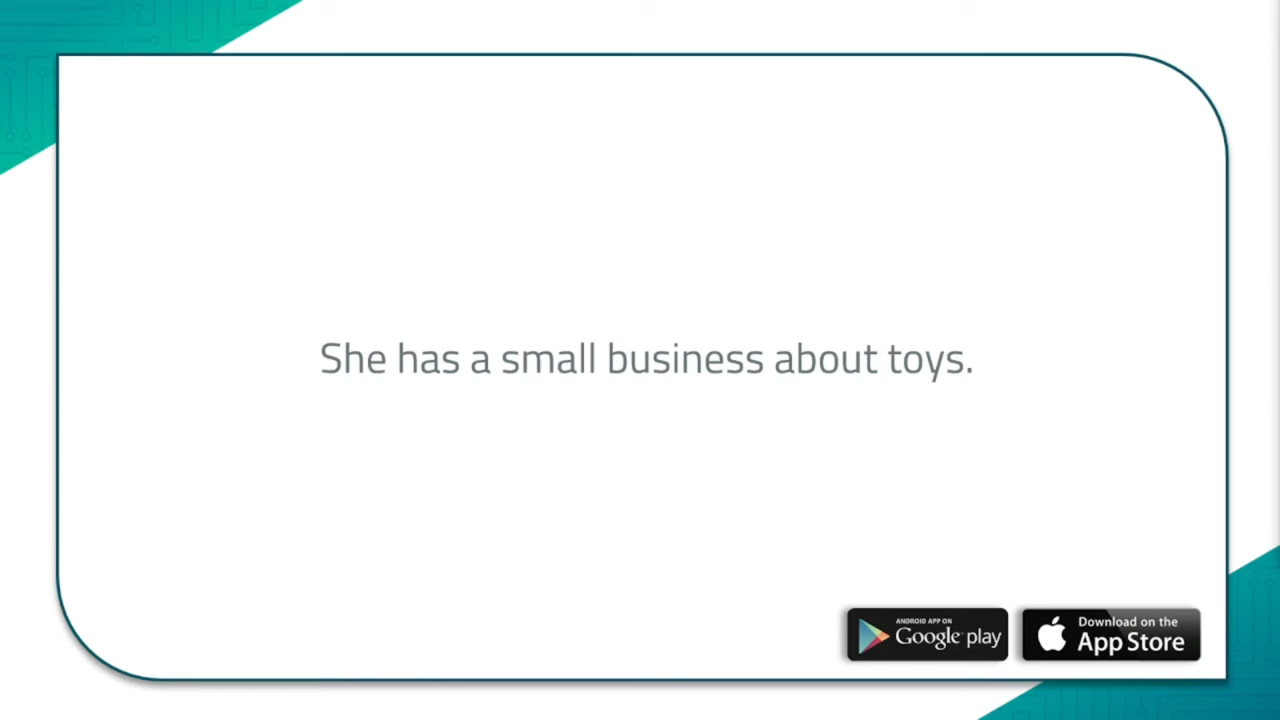 She has a small business about toys.
ANDROID APP ON
Google play
Download on the
App Store